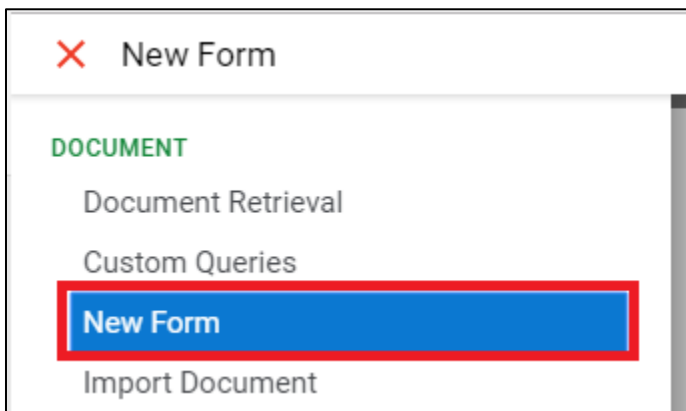 New Form
DOCUMENT
Document Retrieval
Custom Queries
New Form
Import Document